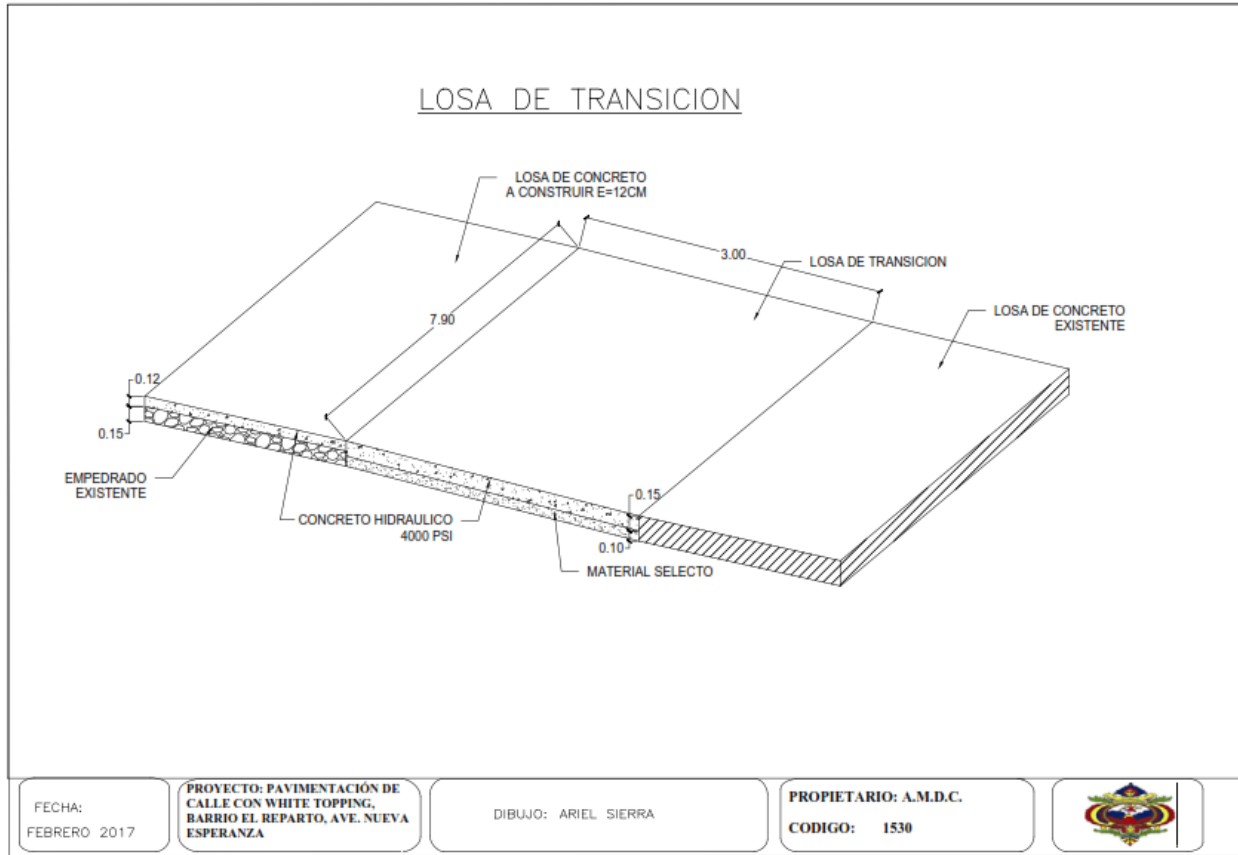 LOSA DE TRANSICION
LOSA DE CONCRETO
A CONSTRUIR E=12CM
3.00
LOSA DE TRANSICION
LOSA DE CONCRETO
EXISTENTE
7.90
0.12
0.15
EMPEDRADO
EXISTENTE
CONCRETO HIDRAULICO
4000 PSI
0.15
0.10
MATERIAL SELECTO
FECHA:
FEBRERO 2017
PROYECTO: PAVIMENTACIÓN DE
CALLE CON WHITE TOPPING,
BARRIO EL REPARTO, AVE. NUEVA
ESPERANZA
DIBUJO: ARIEL SIERRA
PROPIETARIO: A.M.D.C.
CODIGO: 1530